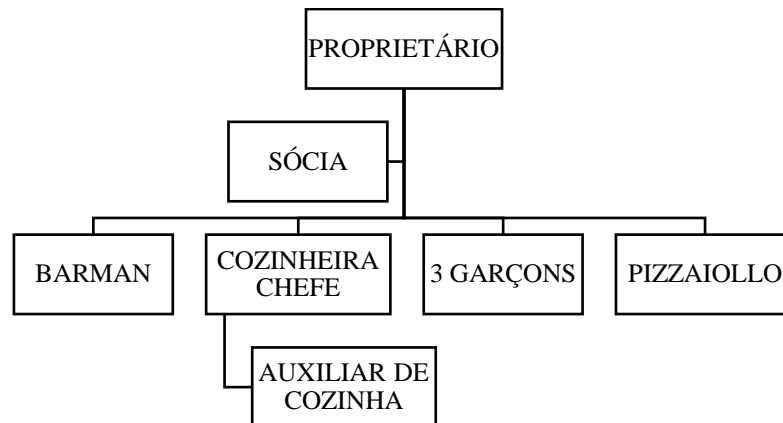 PROPRIETÁRIO
SÓCIA
BARMAN
COZINHEIRA
CHEFE
3 GARÇONS
PIZZAIOLLO
AUXILIAR DE
COZINHA